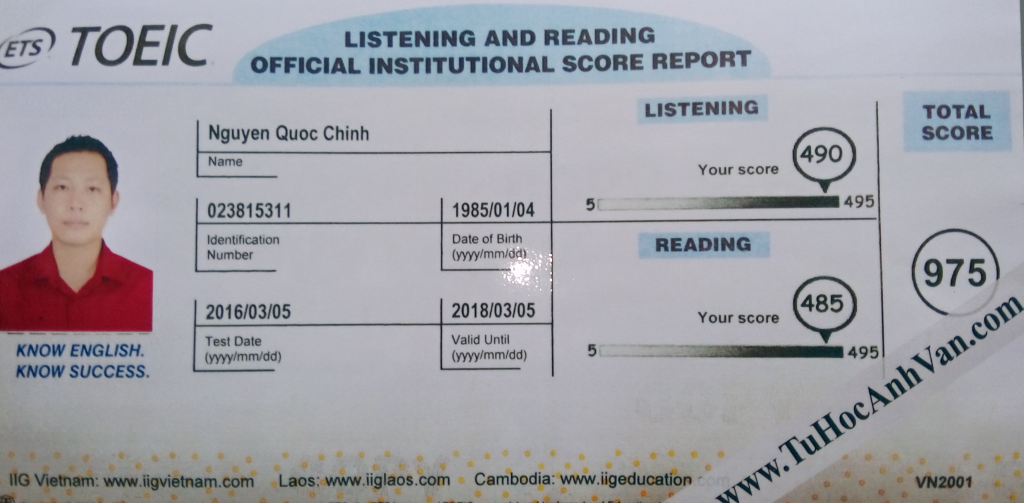 ETS TOEIC
LISTENING AND READING
OFFICIAL INSTITUTIONAL SCORE REPORT
Nguyen Quoc Chinh
Name
023815311
Identification
Number
1985/01/04
Date of Birth
(yyyy/mm/dd)
2016/03/05
Test Date
(yyyy/mm/dd)
2018/03/05
Valid Until
(yyyy/mm/dd)
KNOW ENGLISH.
KNOW SUCCESS.
LISTENING
Your score
490
5
495
READING
Your score
485
5
495
TOTAL
SCORE
975
www.TuHocAnhVan.com
IIG Vietnam: www.iigvietnam.com Laos: www.iiglaos.com Cambodia: www.iigeducation
VN2001